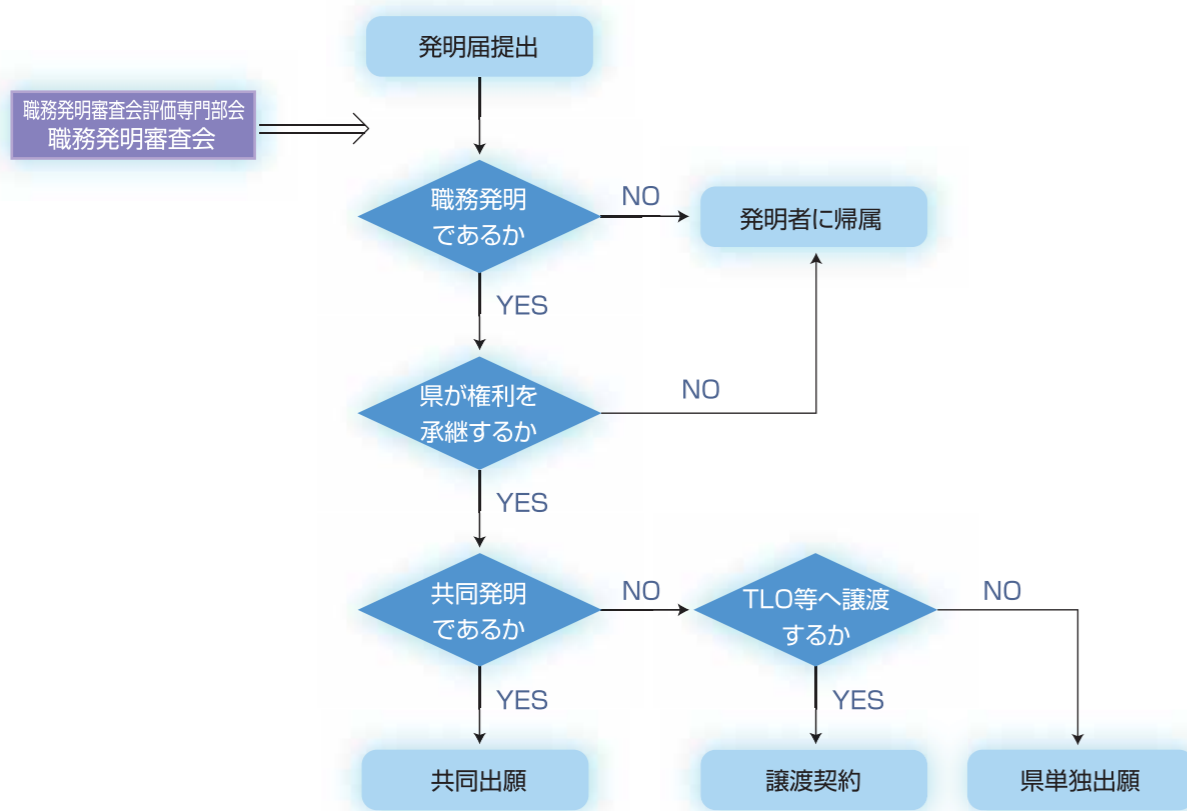 発明届提出
職務発明審査会評価専門部会
職務発明審査会
職務発明
であるか
NO
発明者に帰属
YES
県が権利を
承継するか
NO
YES
共同発明
であるか
NO
TLO等へ譲渡
するか
NO
YES
YES
共同出願
譲渡契約
県単独出願